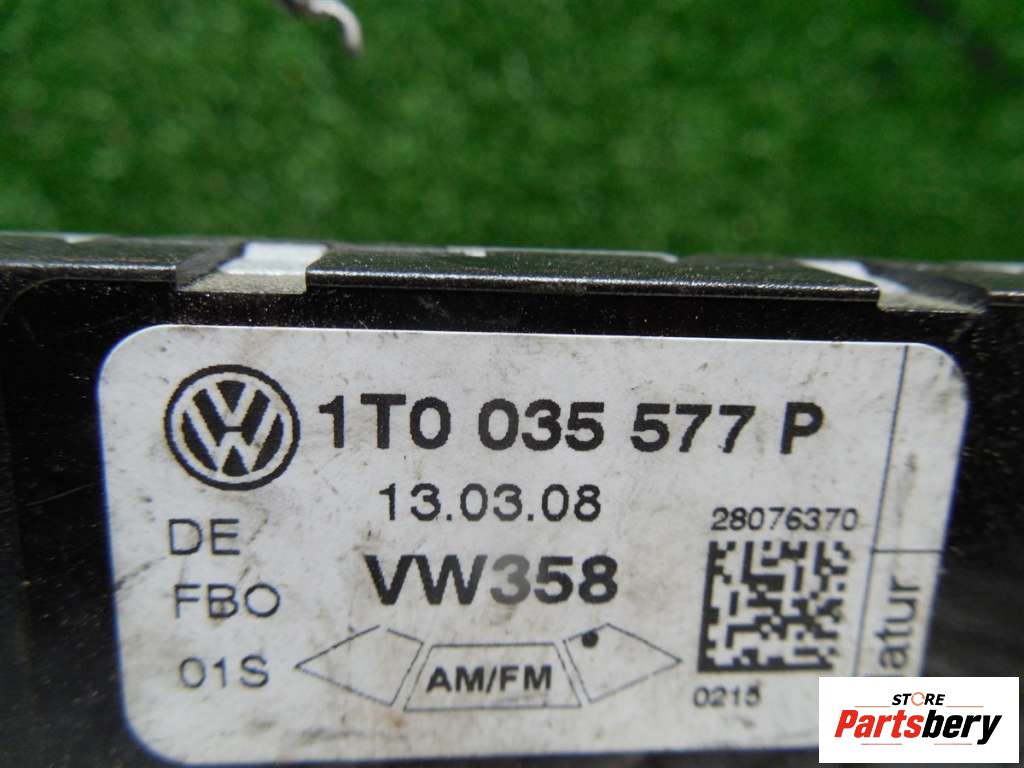 1T0 035 577 P
13.03.08
DE
FBO
01S
VW358
AM/FM
28076370
0215
atur
STORE
Partsbery